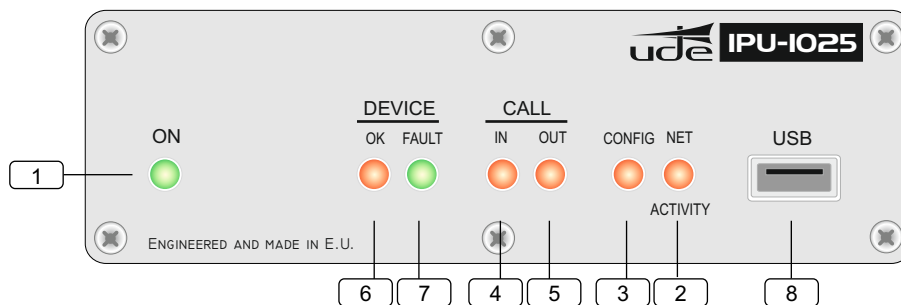 ude IPU-1025
DEVICE CALL
ON OK FAULT IN OUT CONFIG NET USB
1
ACTIVITY
ENGINEERED AND MADE IN E.U.
6 7 4 5 3 2 8